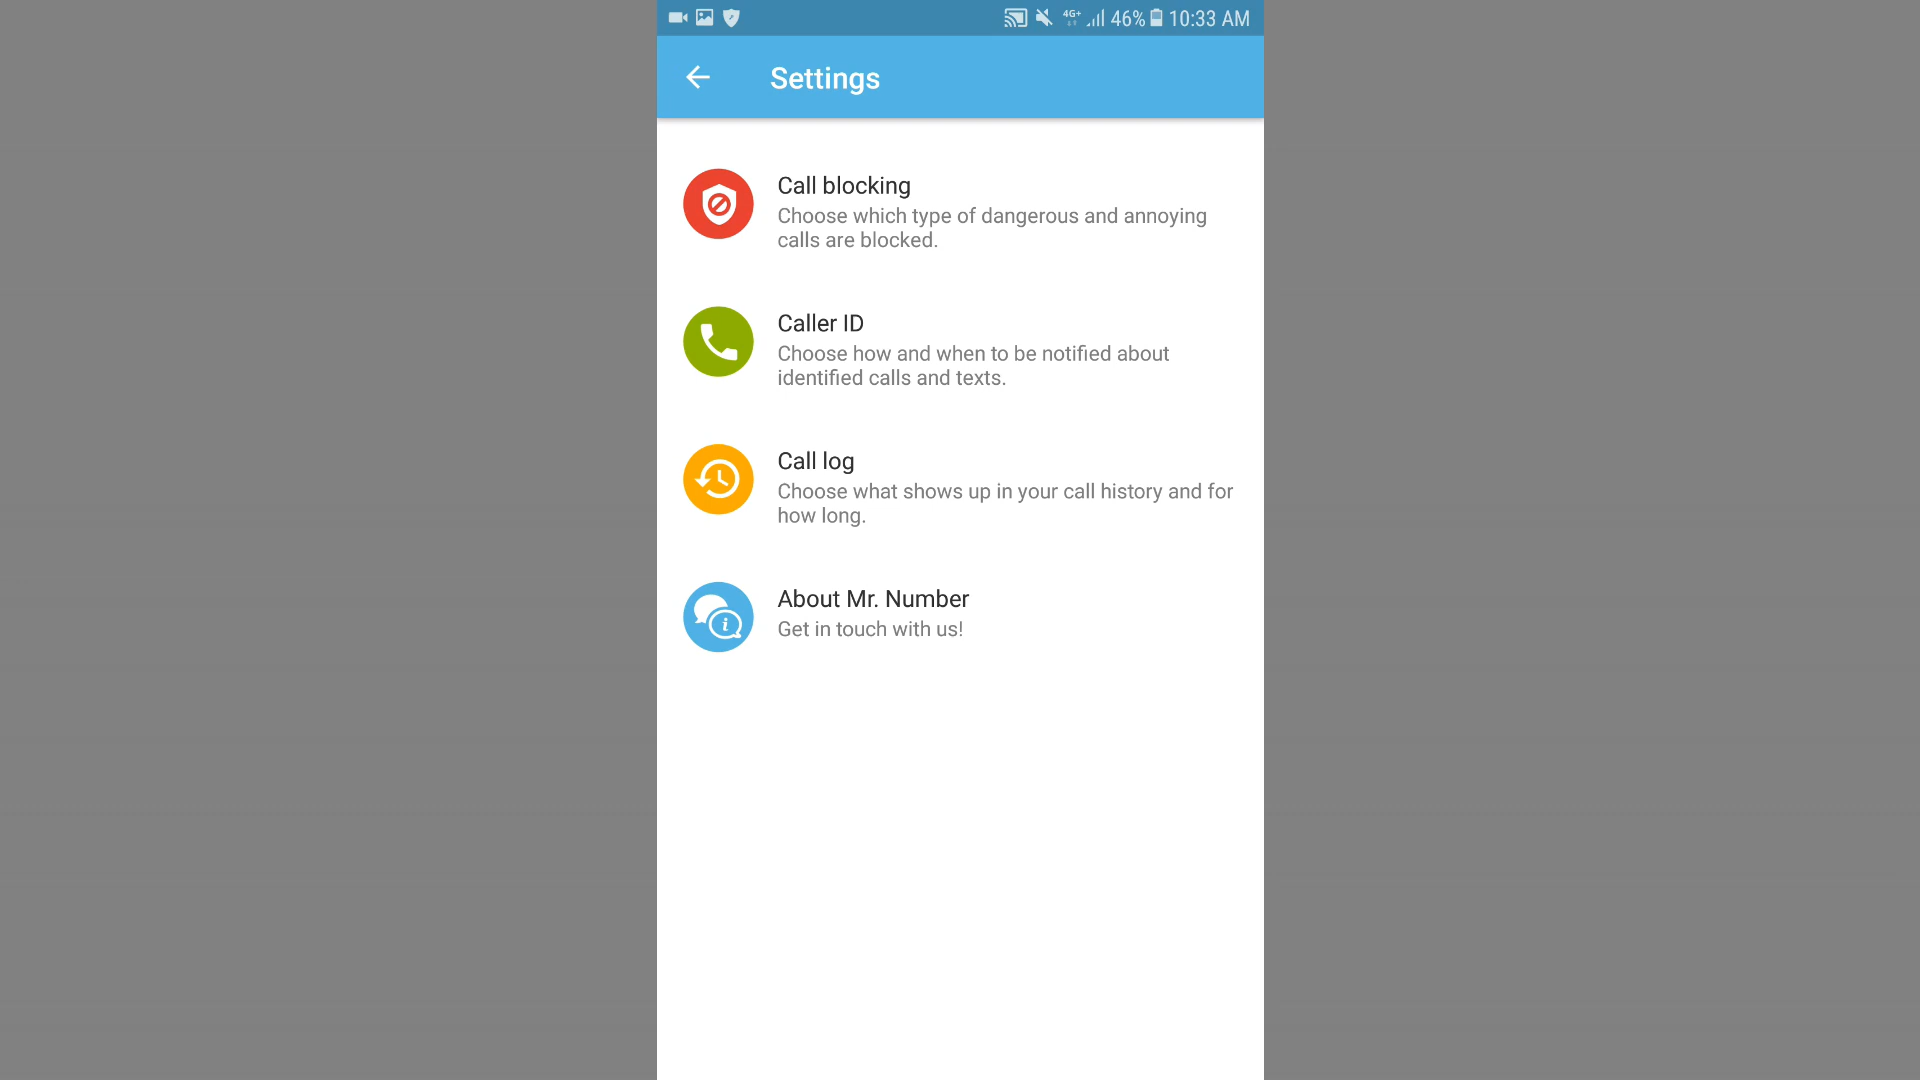 4G+ 46% 10:33 AM
Settings
Call blocking
Choose which type of dangerous and annoying
calls are blocked.
Caller ID
Choose how and when to be notified about
identified calls and texts.
Call log
Choose what shows up in your call history and for
how long.
About Mr. Number
Get in touch with us!